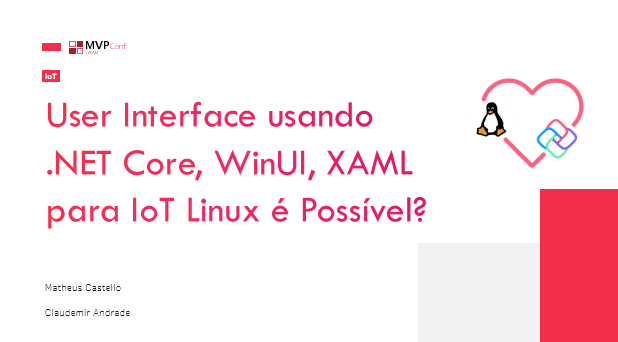 MVPConf
IoT
User Interface usando
.NET Core, WinUI, XAML
para IoT Linux é Possível?
Matheus Castello
Claudemir Andrade